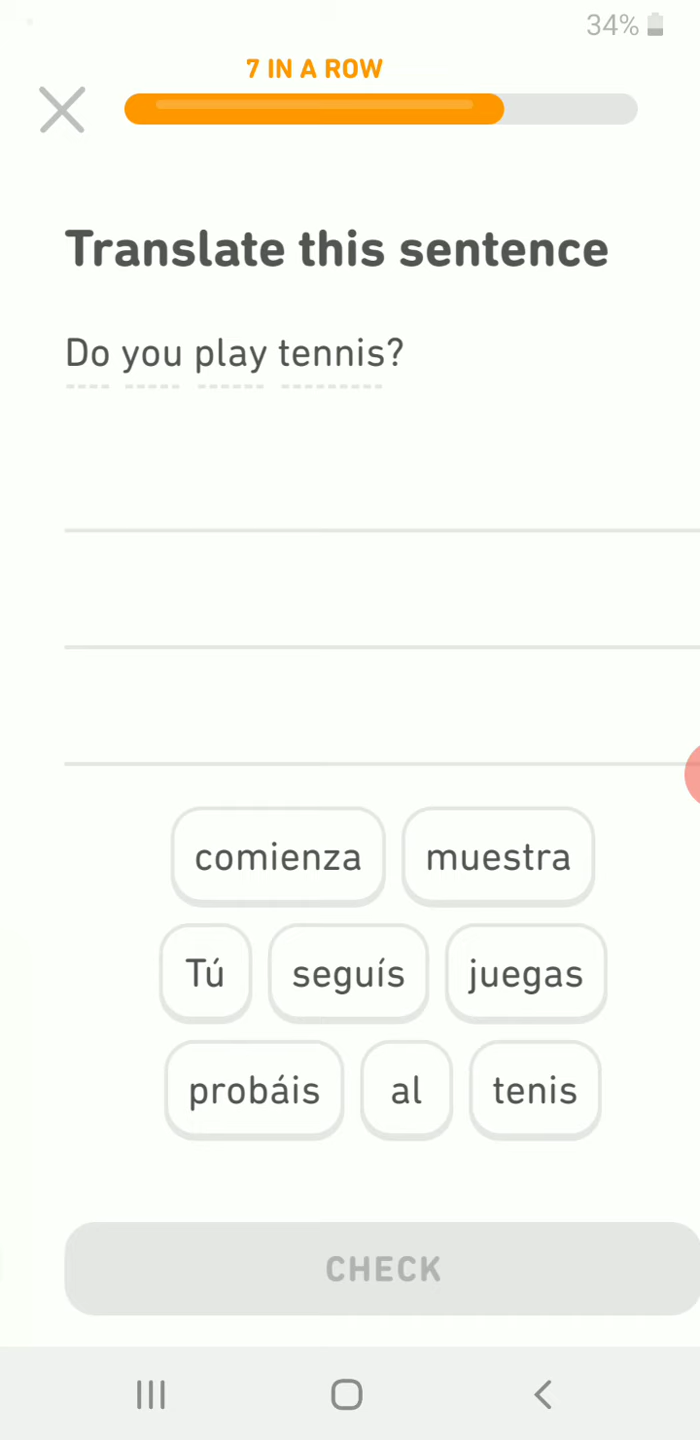 34%
7 IN A ROW
Translate this sentence
Do you play tennis?
comienza muestra
Tú seguís juegas
probáis al tenis
CHECK